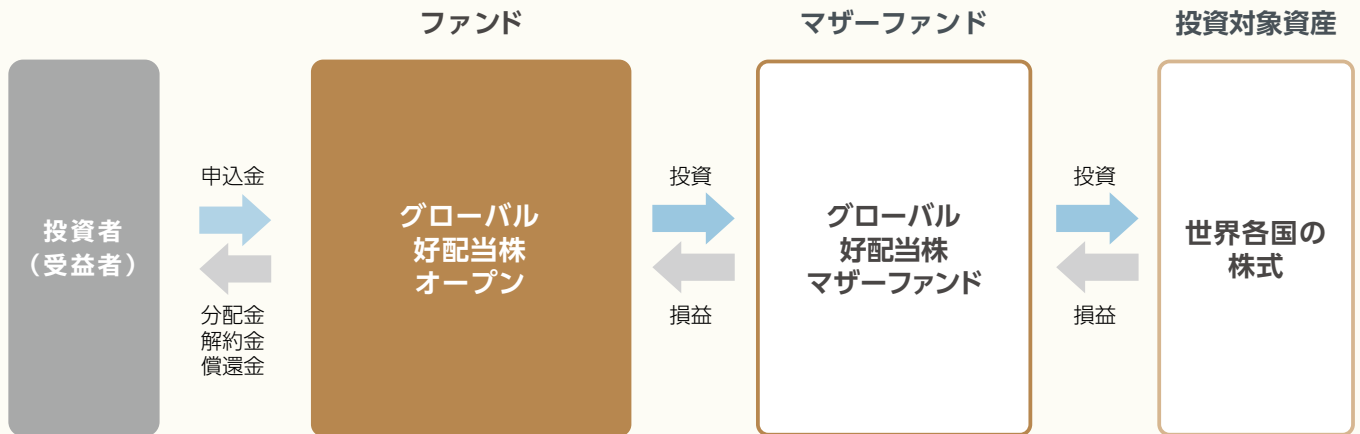 ファンド
マザーファンド
投資対象資産
投資者
（受益者）
申込金
分配金
解約金
償還金
グローバル
好配当株
オープン
投資
損益
グローバル
好配当株
マザーファンド
投資
損益
世界各国の
株式